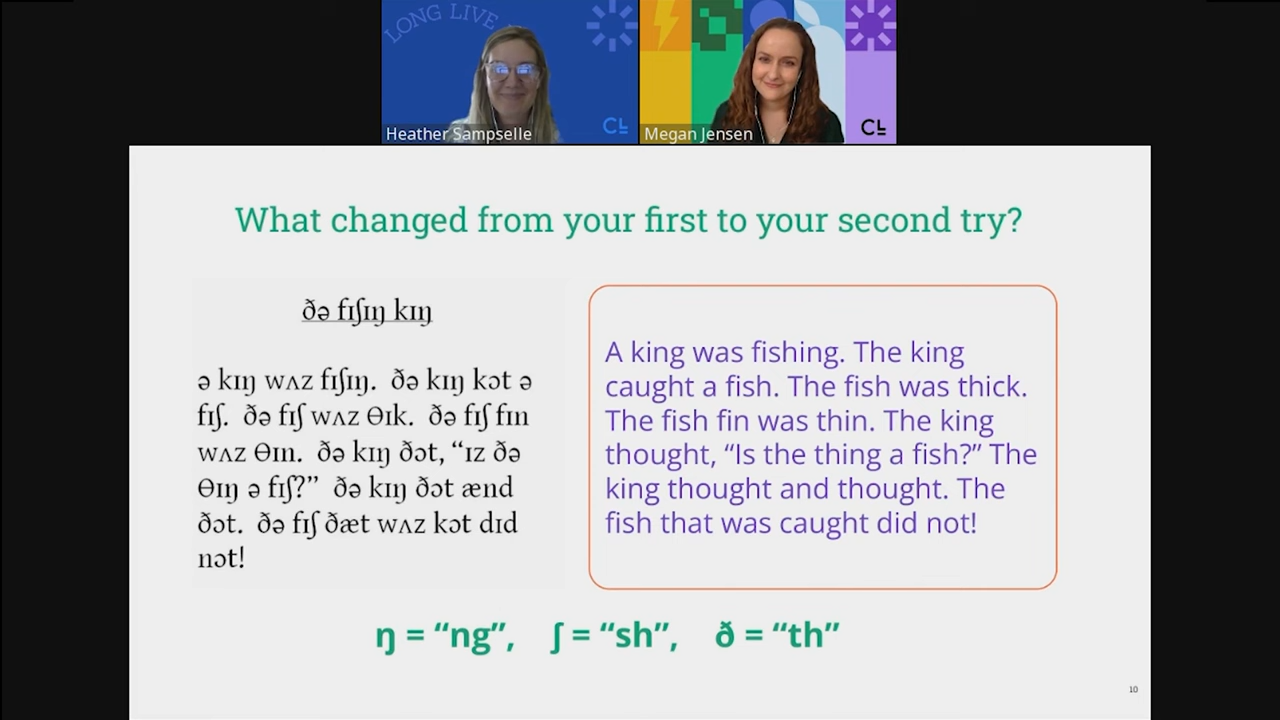 LONG LIVE
Heather Sampselle
CL
Megan Jensen
CL
What changed from your first to your second try?
ðə fɪʃɪŋ kɪŋ
ə kɪŋ wʌz fɪʃɪŋ. ðə kɪŋ kɔt ə
fɪʃ. ðə fɪʃ wʌz Θɪk. ðə fɪʃ fɪn
wʌz Θɪn. ðə kɪŋ ðɔt, “ɪz ðə
Θɪŋ ə fɪʃ?” ðə kɪŋ ðɔt ænd
ðɔt. ðə fɪʃ ðæt wʌz kɔt dɪd
nɔt!
A king was fishing. The king
caught a fish. The fish was thick.
The fish fin was thin. The king
thought, “Is the thing a fish?” The
king thought and thought. The
fish that was caught did not!
ŋ = “ng”, ʃ = “sh”, ð = “th”
10